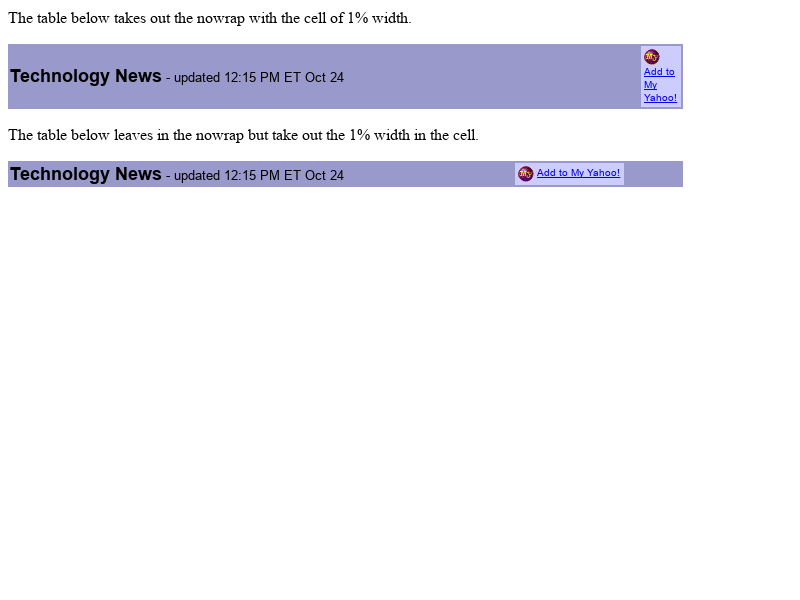 The table below takes out the nowrap with the cell of 1% width.
Technology News - updated 12:15 PM ET Oct 24
My
Add to
My
Yahoo!
The table below leaves in the nowrap but take out the 1% width in the cell.
Technology News - updated 12:15 PM ET Oct 24 My Add to My Yahoo!